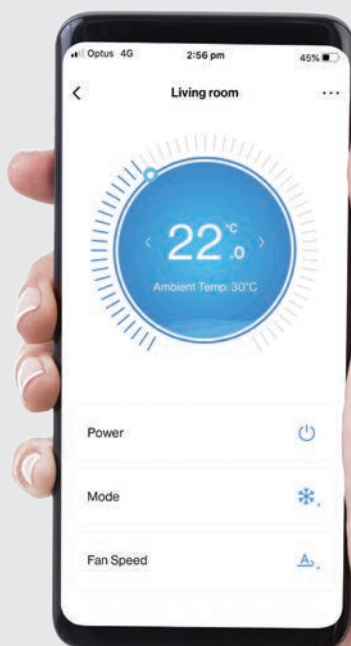 Optus 4G 2:56 pm 45%
Living room
22.0 °C
Ambient Temp: 30°C
Power
Mode
Fan Speed
A